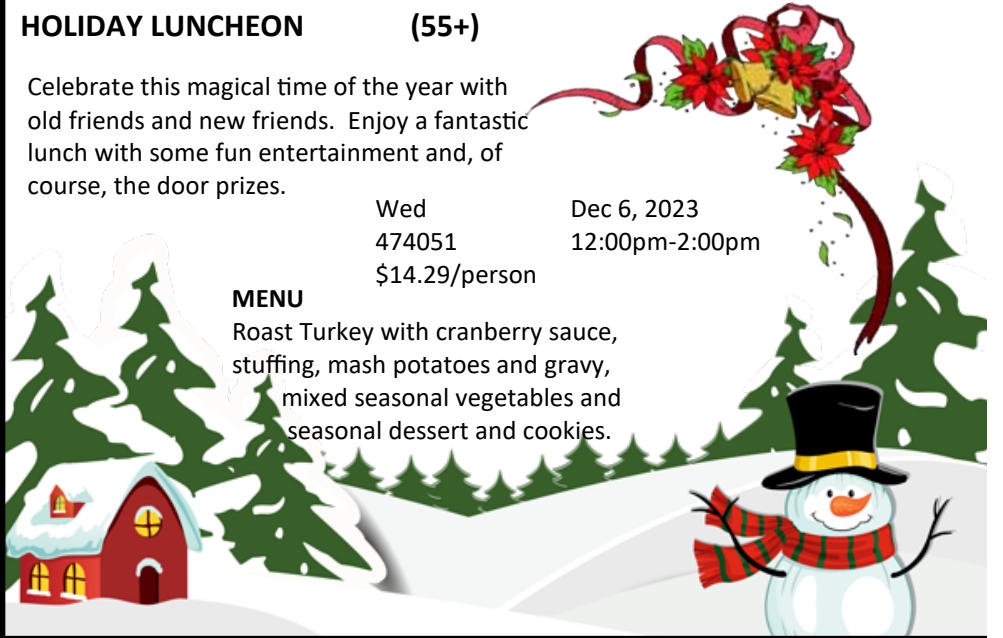 HOLIDAY LUNCHEON (55+)
Celebrate this magical time of the year with
old friends and new friends.  Enjoy a fantastic
lunch with some fun entertainment and, of
course, the door prizes.
Wed Dec 6, 2023
474051 12:00pm-2:00pm
$14.29/person
MENU
Roast Turkey with cranberry sauce,
stuffing, mash potatoes and gravy,
mixed seasonal vegetables and
seasonal dessert and cookies.